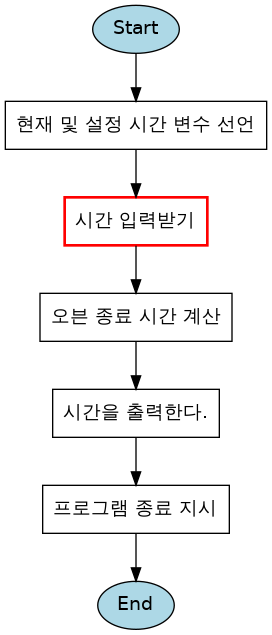 Start
현재 및 설정 시간 변수 선언
시간 입력받기
오븐 종료 시간 계산
시간을 출력한다.
프로그램 종료 지시
End